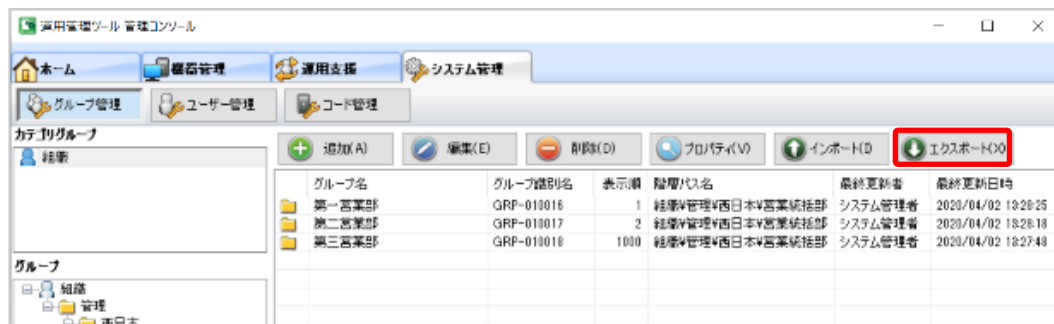 運用管理ツール 管理コンソール
ホーム 機器管理 運用支援 システム管理
グループ管理 ユーザー管理 コード管理
カテゴリグループ
組織
追加(A) 編集(E) 削除(D) プロパティ(V) インポート(I) エクスポート(X)
グループ名 グループ識別名 表示順 階層パス名 最終更新者 最終更新日時
第一営業部 GRP-010016 1 組織¥管理¥西日本¥営業統括部 システム管理者 2020/04/02 13:28:25
第二営業部 GRP-010017 2 組織¥管理¥西日本¥営業統括部 システム管理者 2020/04/02 13:28:18
第三営業部 GRP-010018 1000 組織¥管理¥西日本¥営業統括部 システム管理者 2020/04/02 13:27:48
グループ
組織
管理
西日本